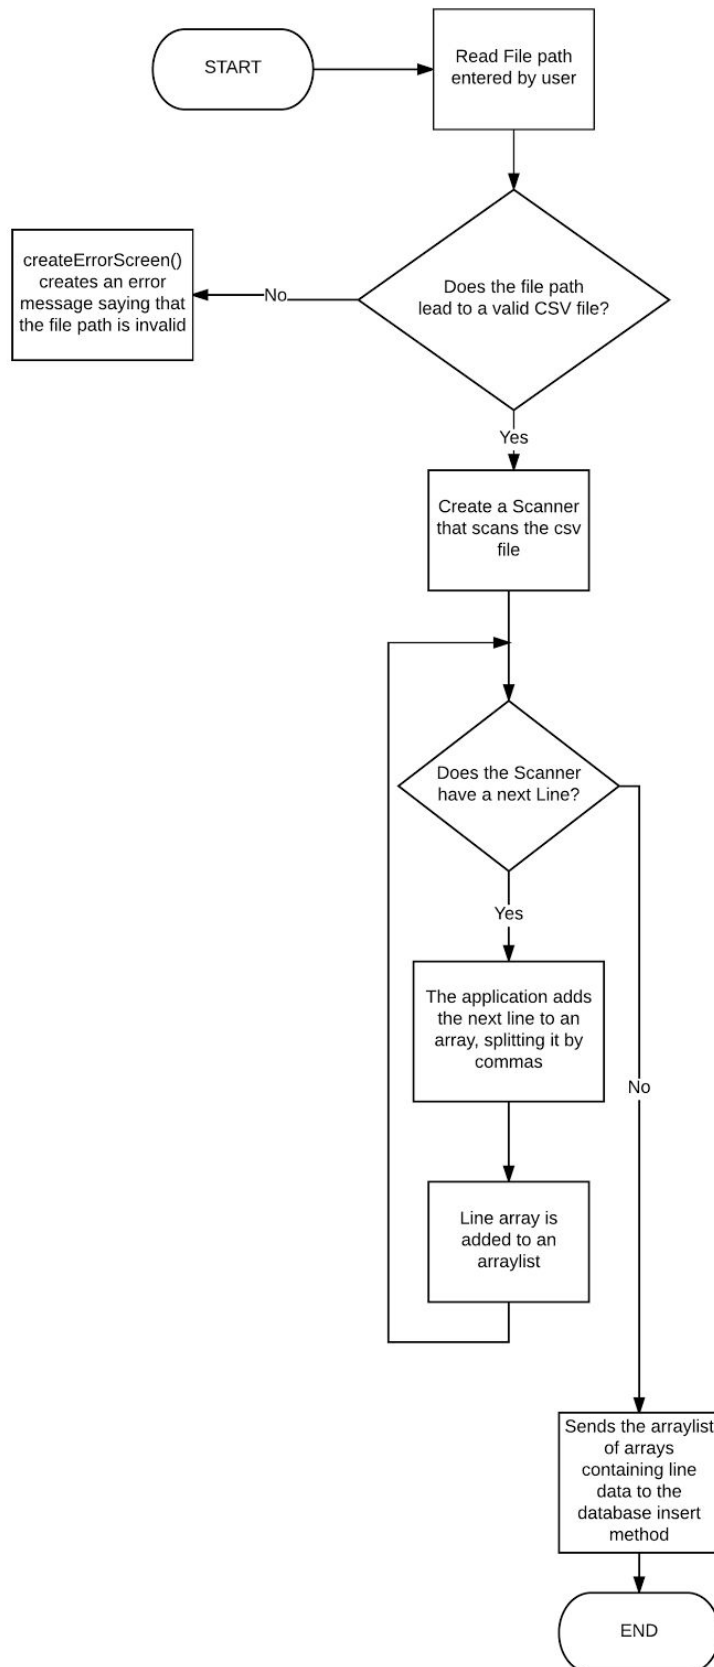 START
Read File path
entered by user
Does the file path
lead to a valid CSV file?
No
createErrorScreen()
creates an error
message saying that
the file path is invalid
Yes
Create a Scanner
that scans the csv
file
Does the Scanner
have a next Line?
Yes
The application adds
the next line to an
array, splitting it by
commas
No
Line array is
added to an
arraylist
Sends the arraylist
of arrays
containing line
data to the
database insert
method
END